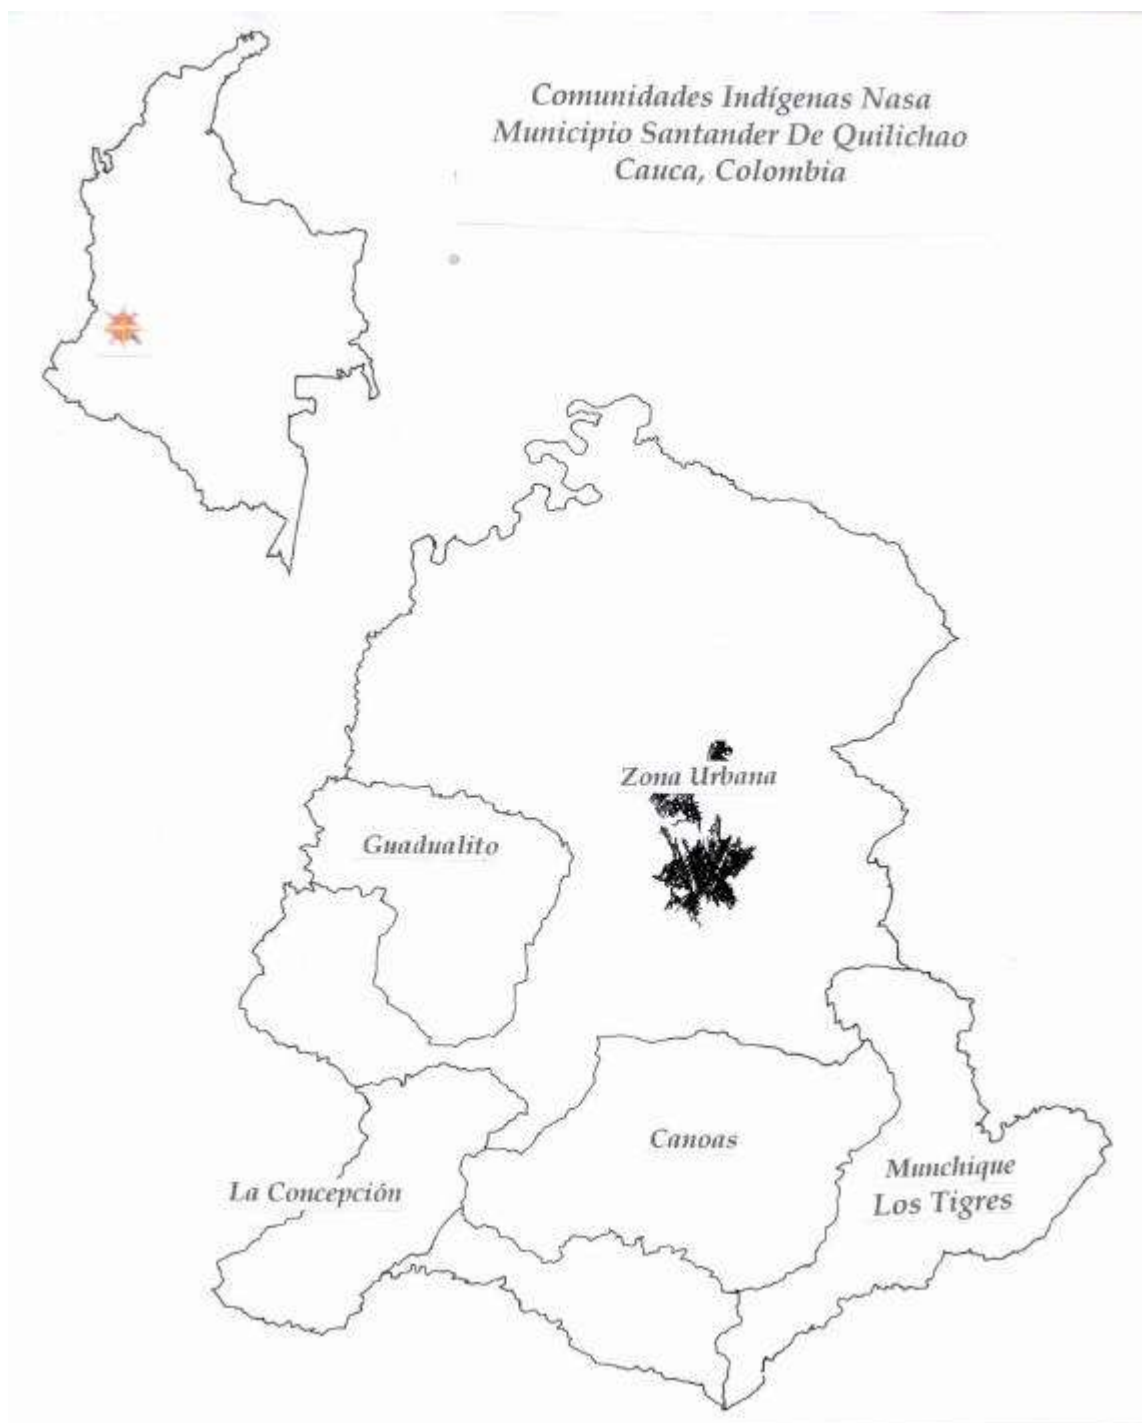 Comunidades Indígenas Nasa
Municipio Santander De Quilichao
Cauca, Colombia
Zona Urbana
Guadualito
Canoas
Munchique
Los Tigres
La Concepción